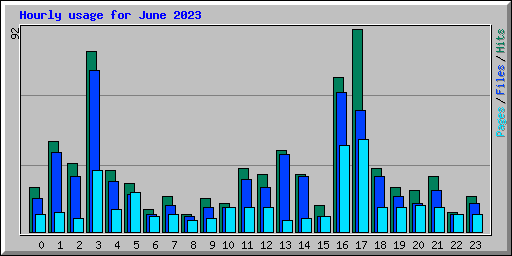 Hourly usage for June 2023
92
Pages / Files / Hits
0 1 2 3 4 5 6 7 8 9 10 11 12 13 14 15 16 17 18 19 20 21 22 23